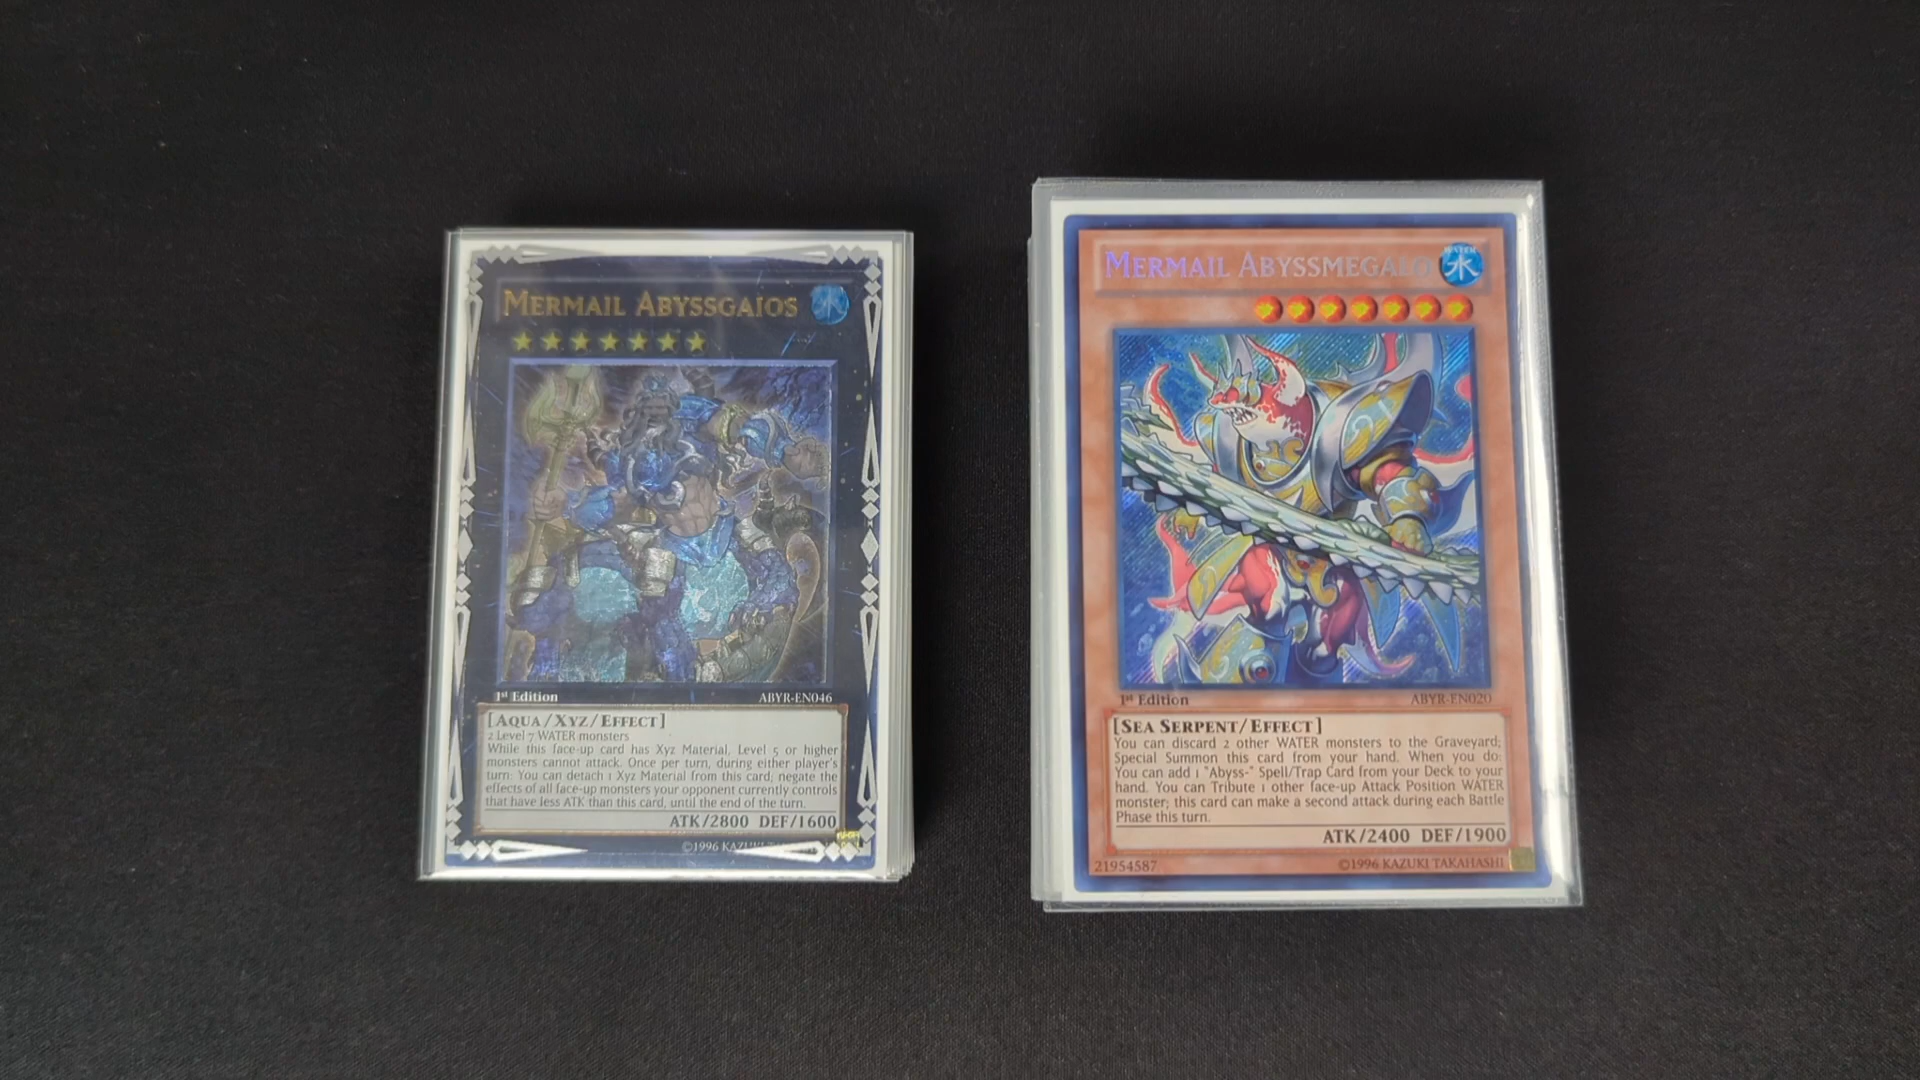 MERMAIL ABYSSGAIOS
水
1st Edition
ABYR-EN046
[AQUA/XYZ/EFFECT]
2 Level 7 WATER monsters
While this face-up card has Xyz Material, Level 5 or higher
monsters cannot attack. Once per turn, during either player's
turn: You can detach 1 Xyz Material from this card; negate the
effects of all face-up monsters your opponent currently controls
that have less ATK than this card, until the end of the turn.
ATK/2800 DEF/1600
©1996
MERMAIL ABYSSMEGALO
WATER
水
1st Edition
ABYR-EN020
[SEA SERPENT/EFFECT]
You can discard 2 other WATER monsters to the Graveyard;
Special Summon this card from your hand. When you do:
You can add 1 "Abyss-" Spell/Trap Card from your Deck to your
hand. You can Tribute 1 other face-up Attack Position WATER
monster; this card can make a second attack during each Battle
Phase this turn.
ATK/2400 DEF/1900
21954587
©1996 KAZUKI TAKAHASHI